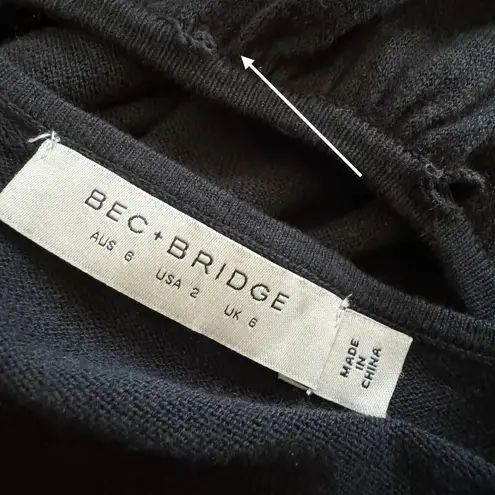 BEC+BRIDGE
AUS 6 USA 2 UK 6
MADE
IN
CHINA